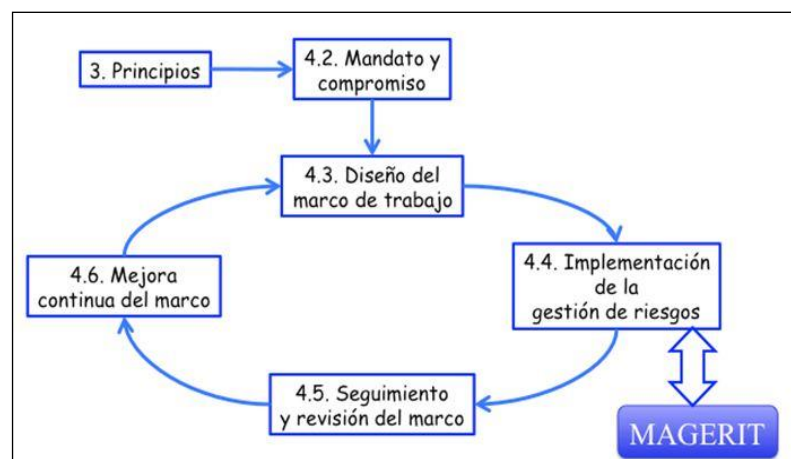 3. Principios
4.2. Mandato y
compromiso
4.3. Diseño del
marco de trabajo
4.4. Implementación
de la
gestión de riesgos
4.6. Mejora
continua del marco
4.5. Seguimiento
y revisión del marco
MAGERIT